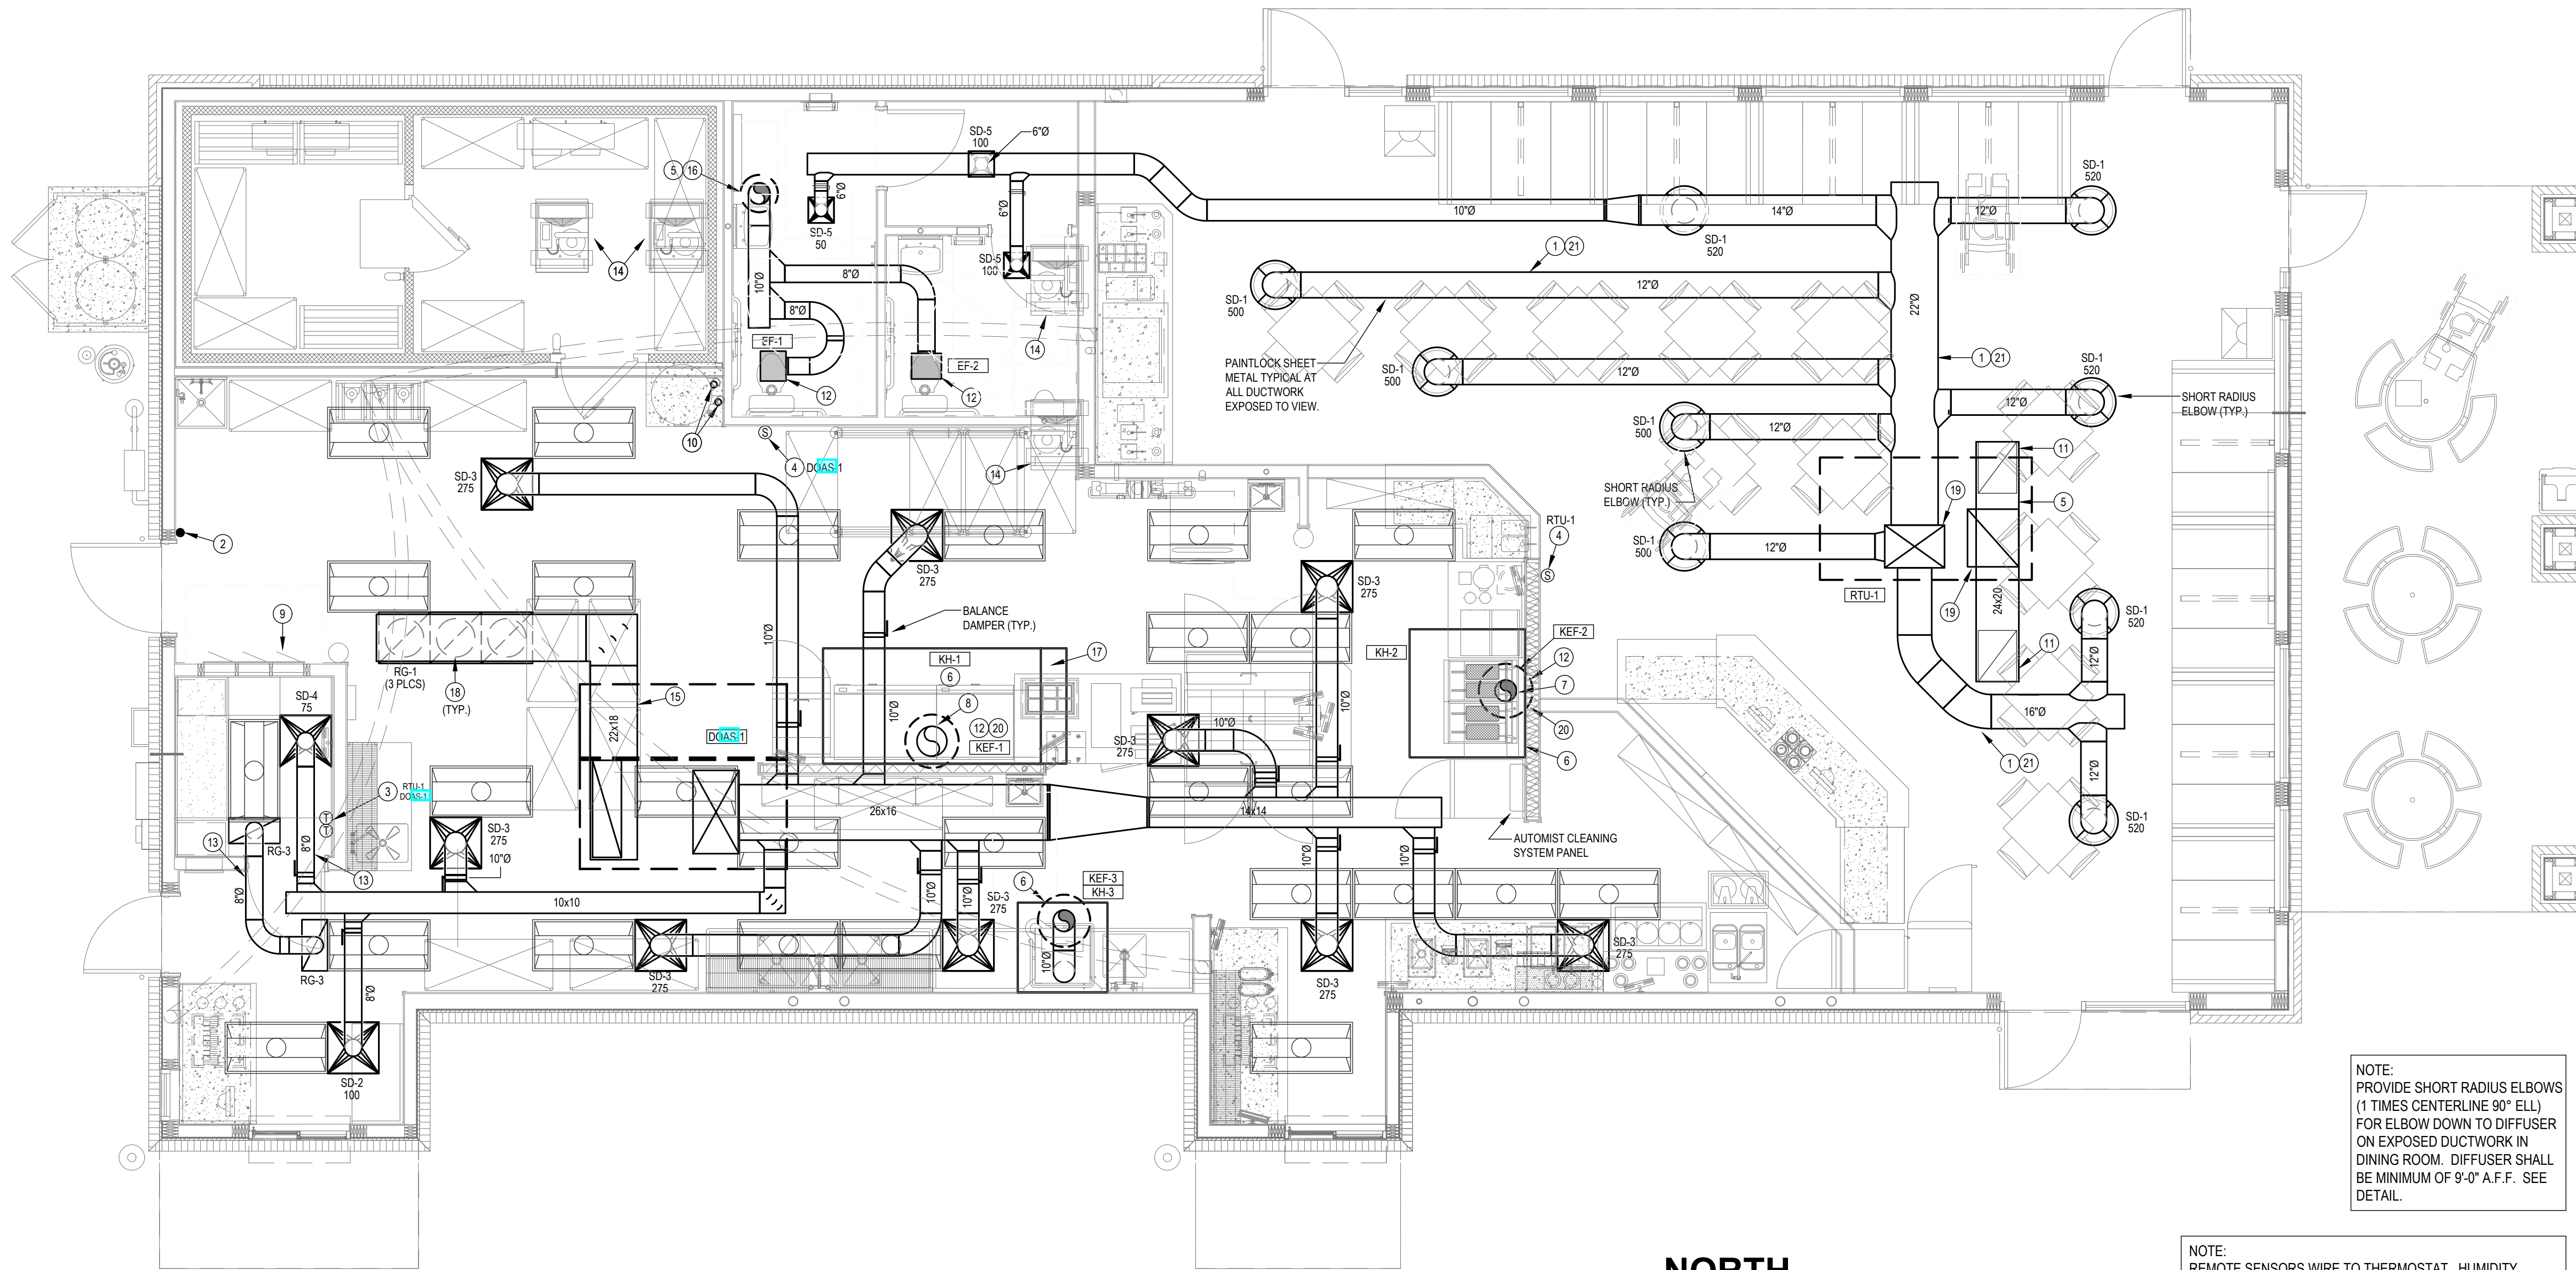 SD-5
100
6"Ø
5
16
6"Ø
SD-5
50
6"Ø
SD-5
100
10"Ø
8"Ø
8"Ø
EF-1
EF-2
12
12
14
14
14
10
10"Ø
14"Ø
12"Ø
SD-1
520
SD-1
520
1
21
12"Ø
SD-1
500
22"Ø
PAINTLOCK SHEET
METAL TYPICAL AT
ALL DUCTWORK
EXPOSED TO VIEW.
SD-1
500
12"Ø
1
21
SD-1
520
12"Ø
SHORT RADIUS
ELBOW (TYP.)
SD-1
500
12"Ø
SHORT RADIUS
ELBOW (TYP.)
SD-1
500
12"Ø
19
11
5
19
24x20
RTU-1
11
SD-1
520
12"Ø
16"Ø
1
21
12"Ø
SD-1
520
S
4
DOAS-1
SD-3
275
2
SD-3
275
10"Ø
BALANCE
DAMPER (TYP.)
9
RG-1
(3 PLCS)
18
(TYP.)
15
22x18
DOAS-1
KH-1
6
17
8
12
20
KEF-1
10"Ø
RTU-1
4
S
SD-3
275
KH-2
KEF-2
12
7
20
6
10"Ø
10"Ø
SD-3
275
SD-4
75
3
RTU-1
DOAS-1
T
T
8"Ø
13
13
8"Ø
RG-3
RG-3
SD-3
275
10"Ø
10x10
26x16
14x14
AUTOMIST CLEANING
SYSTEM PANEL
10"Ø
10"Ø
10"Ø
10"Ø
6
KEF-3
KH-3
10"Ø
SD-3
275
SD-3
275
SD-3
275
SD-3
275
8"Ø
SD-2
100
NOTE:
PROVIDE SHORT RADIUS ELBOWS
(1 TIMES CENTERLINE 90° ELL)
FOR ELBOW DOWN TO DIFFUSER
ON EXPOSED DUCTWORK IN
DINING ROOM.  DIFFUSER SHALL
BE MINIMUM OF 9'-0" A.F.F.  SEE
DETAIL.
NORTH
NOTE:
REMOTE SENSORS WIRE TO THERMOSTAT.  HUMIDITY